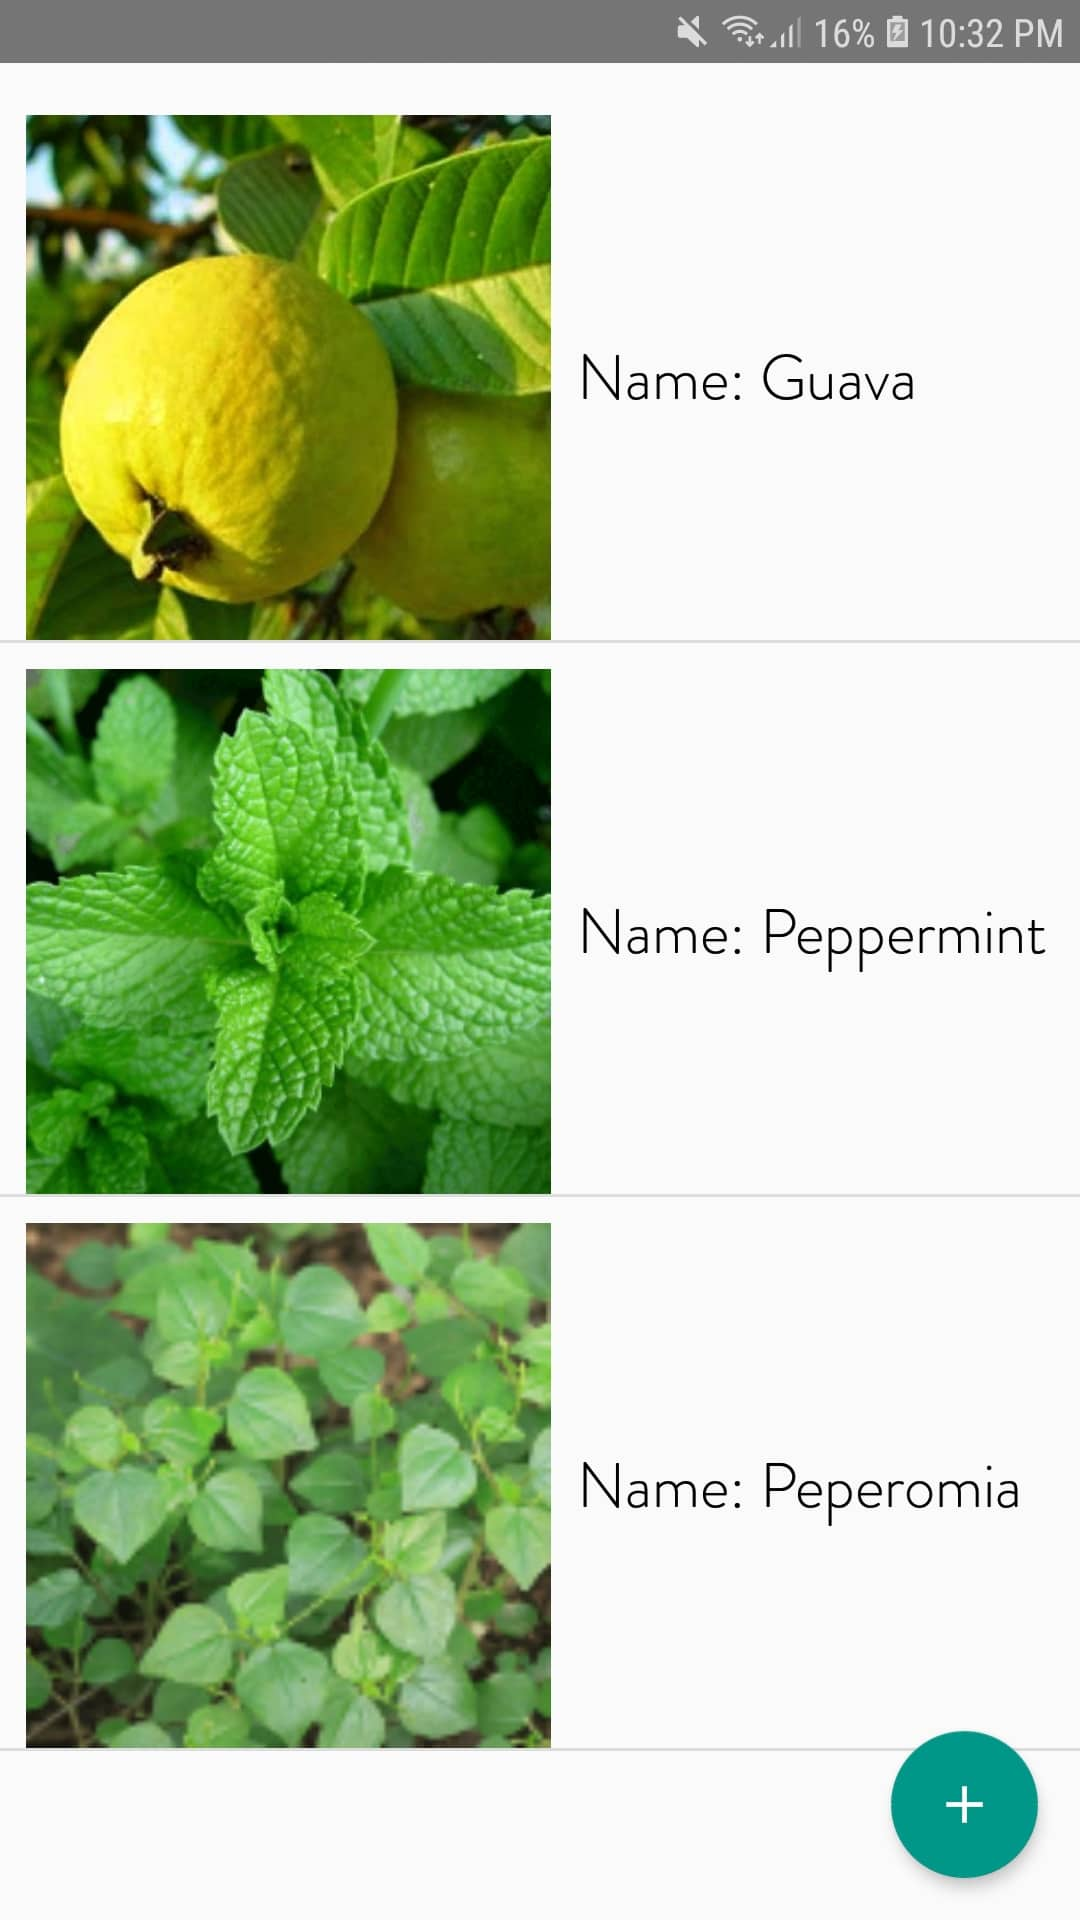 16% 10:32 PM
Name: Guava
Name: Peppermint
Name: Peperomia
+